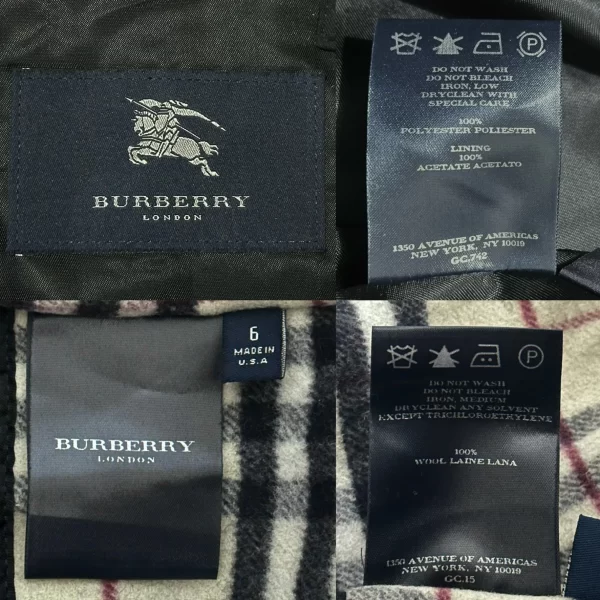 BURBERRY
LONDON
DO NOT WASH
DO NOT BLEACH
IRON, LOW
DRYCLEAN WITH
SPECIAL CARE
100%
POLYESTER POLIESTER
LINING
100%
ACETATE ACETATO
1350 AVENUE OF AMERICAS
NEW YORK, NY 10019
GC.742
BURBERRY
LONDON
6
MADE IN
U.S.A
DO NOT WASH
DO NOT BLEACH
IRON, MEDIUM
DRYCLEAN ANY SOLVENT
EXCEPT TRICHLOROETHYLENE
100%
WOOL LAINE LANA
1350 AVENUE OF AMERICAS
NEW YORK, NY 10019
GC.15